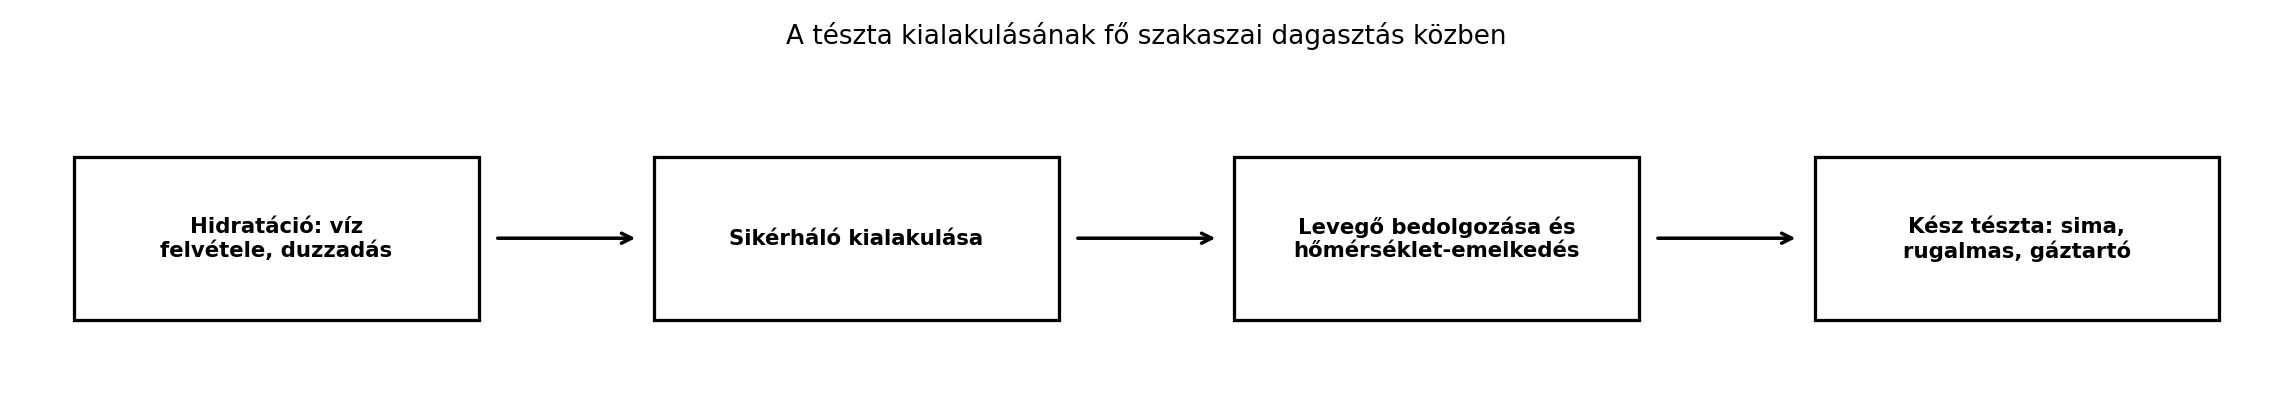 A tészta kialakulásának fő szakaszai dagasztás közben
Hidratáció: víz
felvétele, duzzadás
Sikérháló kialakulása
Levegő bedolgozása és
hőmérséklet-emelkedés
Kész tészta: sima,
rugalmas, gáztartó